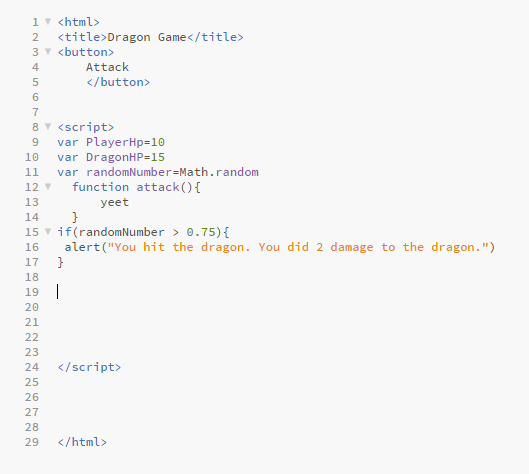 1 <html>
2 <title>Dragon Game</title>
3 <button>
4     Attack
5     </button>
6
7
8 <script>
9 var PlayerHp=10
10 var DragonHP=15
11 var randomNumber=Math.random
12   function attack(){
13       yeet
14   }
15 if(randomNumber > 0.75){
16  alert("You hit the dragon. You did 2 damage to the dragon.")
17 }
18
19
20
21
22
23
24 </script>
25
26
27
28
29 </html>